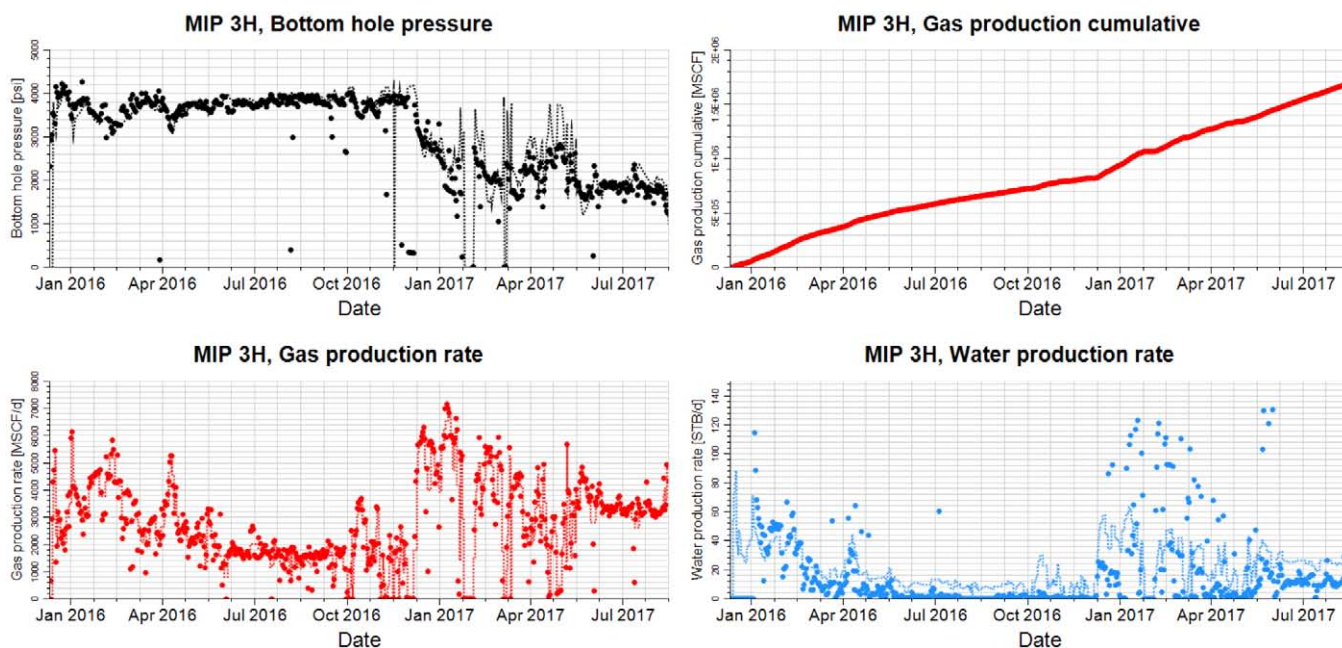 MIP 3H, Bottom hole pressure
Bottom hole pressure [psi]
5000
4000
3000
2000
1000
0
Jan 2016 Apr 2016 Jul 2016 Oct 2016 Jan 2017 Apr 2017 Jul 2017
Date
MIP 3H, Gas production cumulative
Gas production cumulative [MSCF]
2E+06
1.5E+06
1E+06
5E+05
0
Jan 2016 Apr 2016 Jul 2016 Oct 2016 Jan 2017 Apr 2017 Jul 2017
Date
MIP 3H, Gas production rate
Gas production rate [MSCF/d]
8000
7000
6000
5000
4000
3000
2000
1000
0
Jan 2016 Apr 2016 Jul 2016 Oct 2016 Jan 2017 Apr 2017 Jul 2017
Date
MIP 3H, Water production rate
Water production rate [STB/d]
140
120
100
80
60
40
20
0
Jan 2016 Apr 2016 Jul 2016 Oct 2016 Jan 2017 Apr 2017 Jul 2017
Date